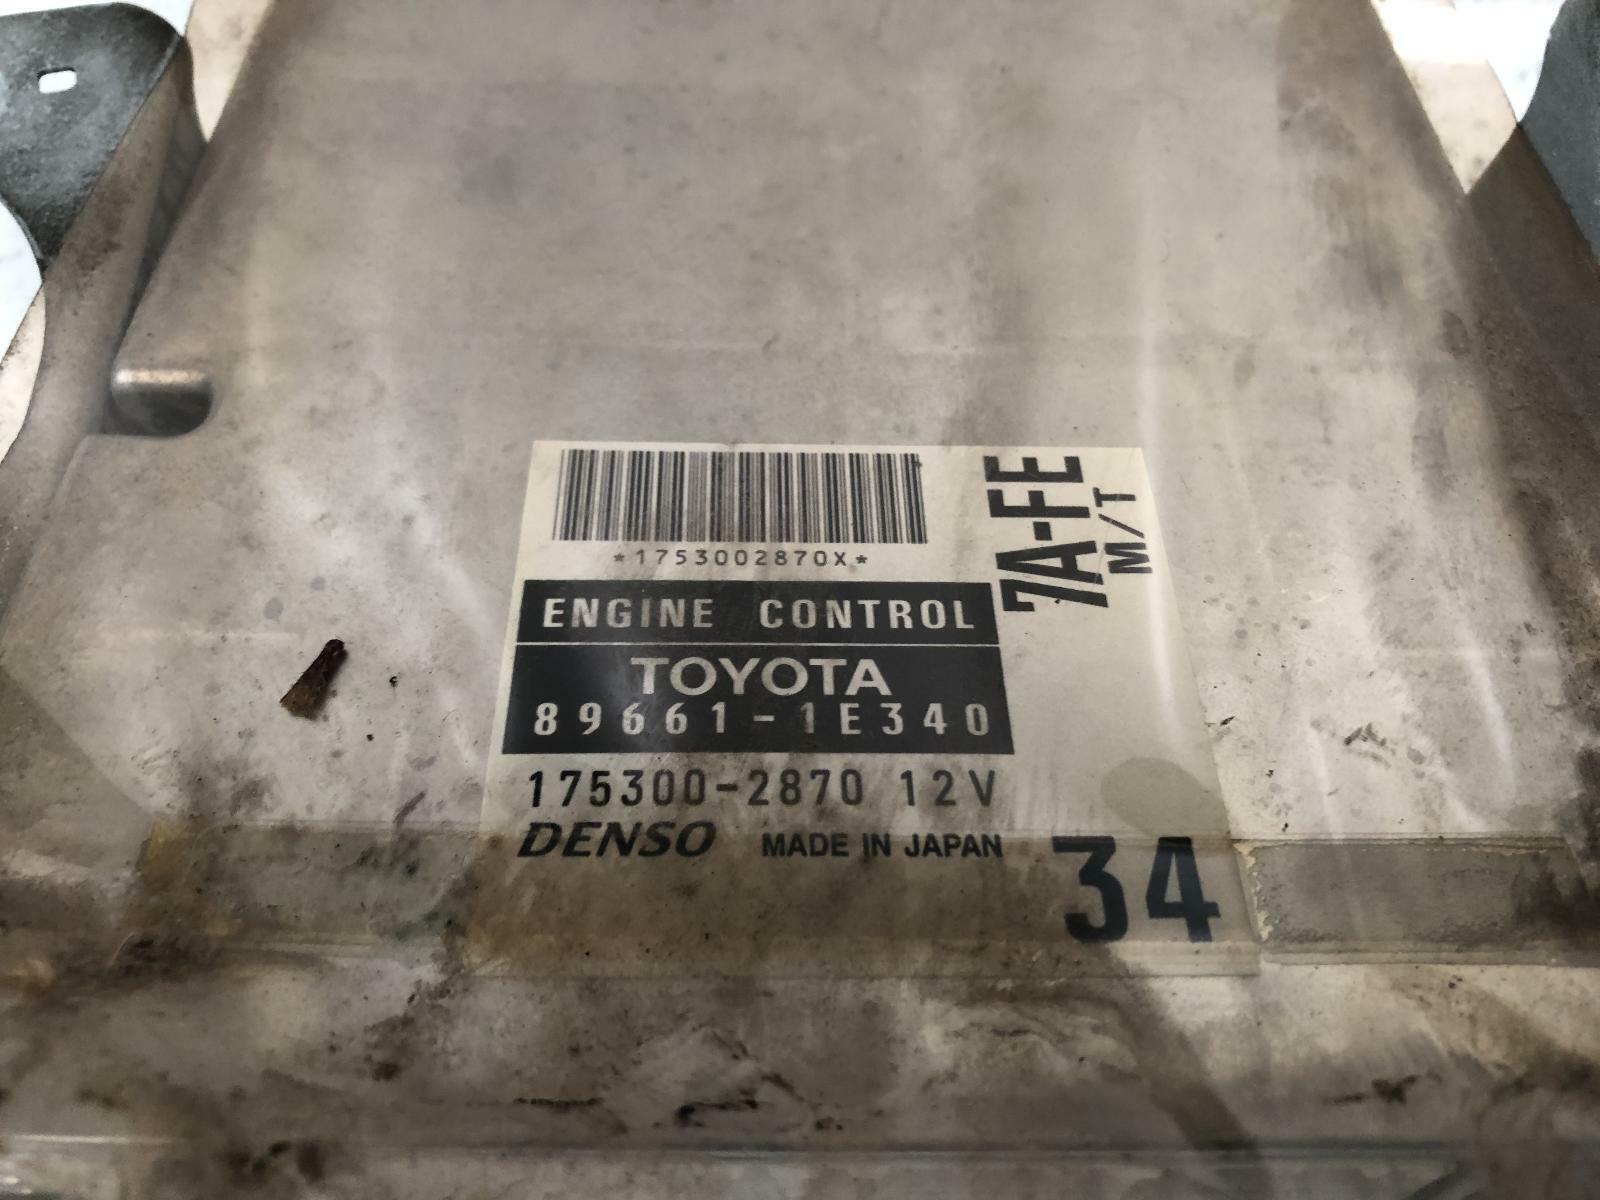 *1753002870X*
7A-FE
M/T
ENGINE CONTROL
TOYOTA
89661-1E340
175300-2870 12V
DENSO MADE IN JAPAN
34